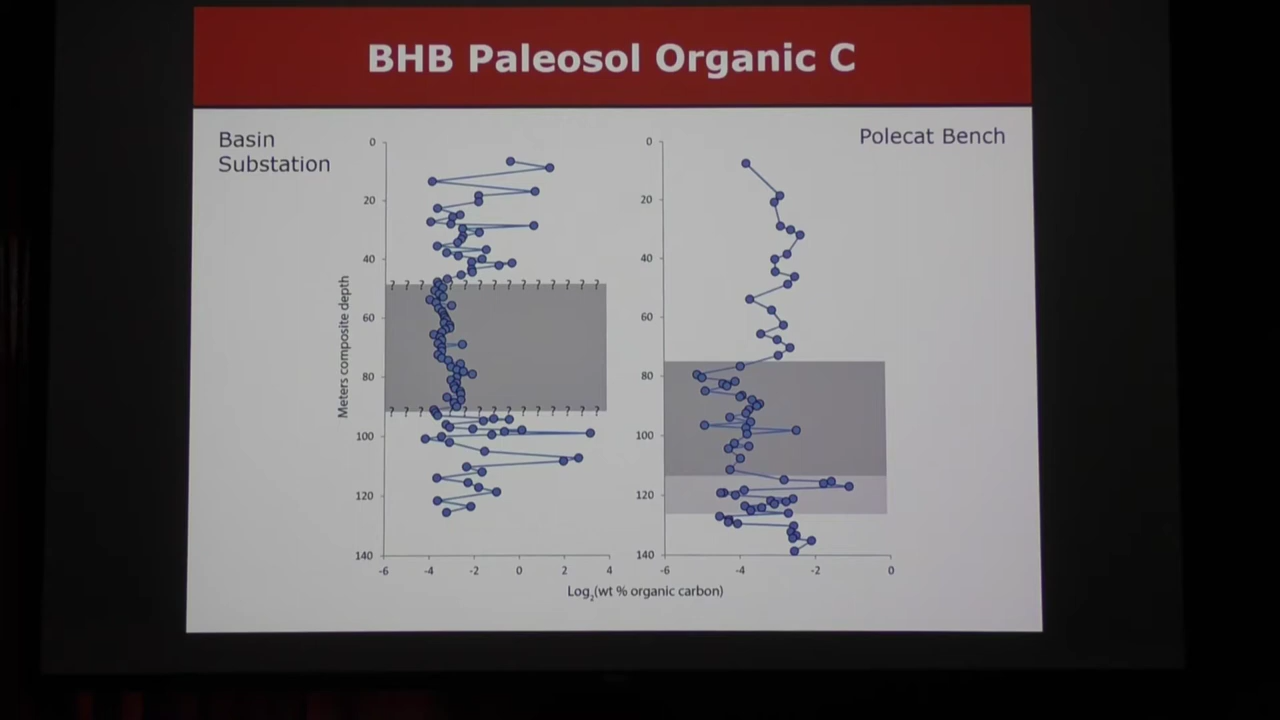 BHB Paleosol Organic C
Basin
Substation
Polecat Bench
Meters composite depth
0
20
40
60
80
100
120
140
? ? ? ? ? ? ? ? ? ? ? ? ? ? ?
? ? ? ? ? ? ? ? ? ? ? ? ? ? ?
-6 -4 -2 0 2 4
0
20
40
60
80
100
120
140
-6 -4 -2 0
Log₂(wt % organic carbon)